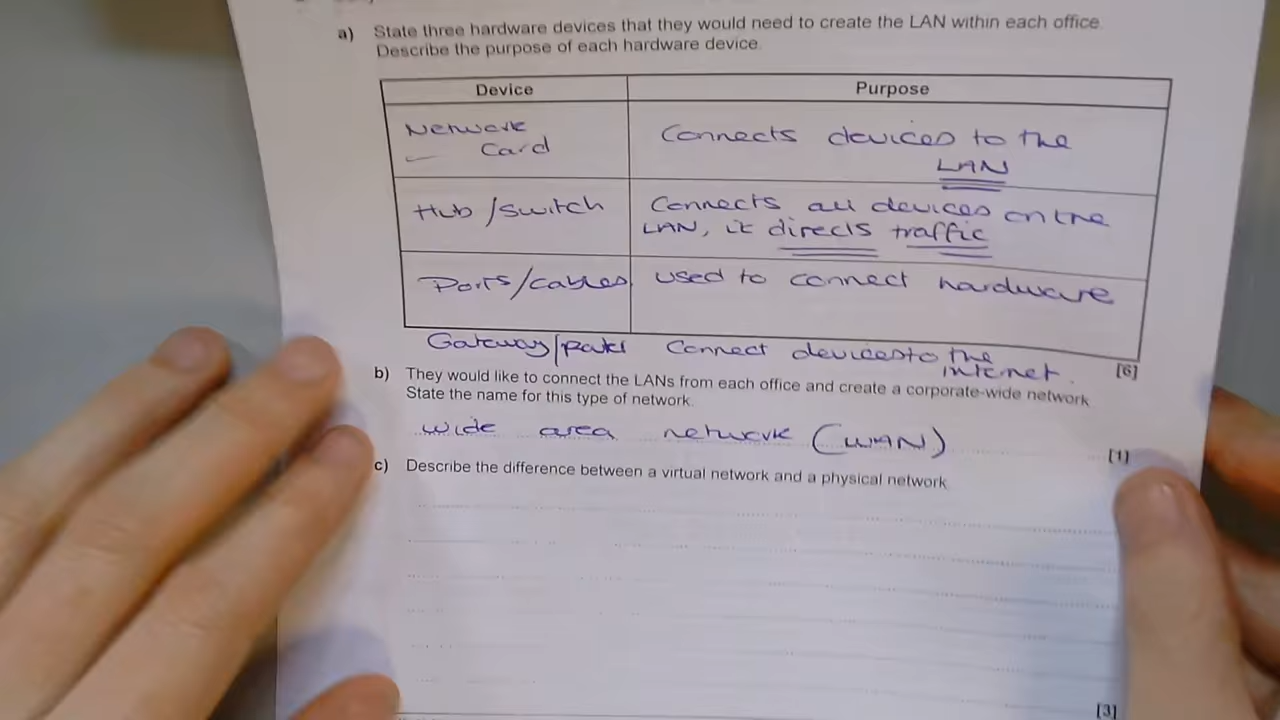 a) State three hardware devices that they would need to create the LAN within each office.
Describe the purpose of each hardware device.
Device Purpose
Network Card
Connects devices to the
LAN
Hub/switch
Connects all devices on the
LAN, it directs traffic
Ports/cables
used to connect hardware
Gateway/ Connect devices to the
internet.
[6]
b) They would like to connect the LANs from each office and create a corporate-wide network
State the name for this type of network.
wide area network (WAN)
[1]
c) Describe the difference between a virtual network and a physical network
[3]